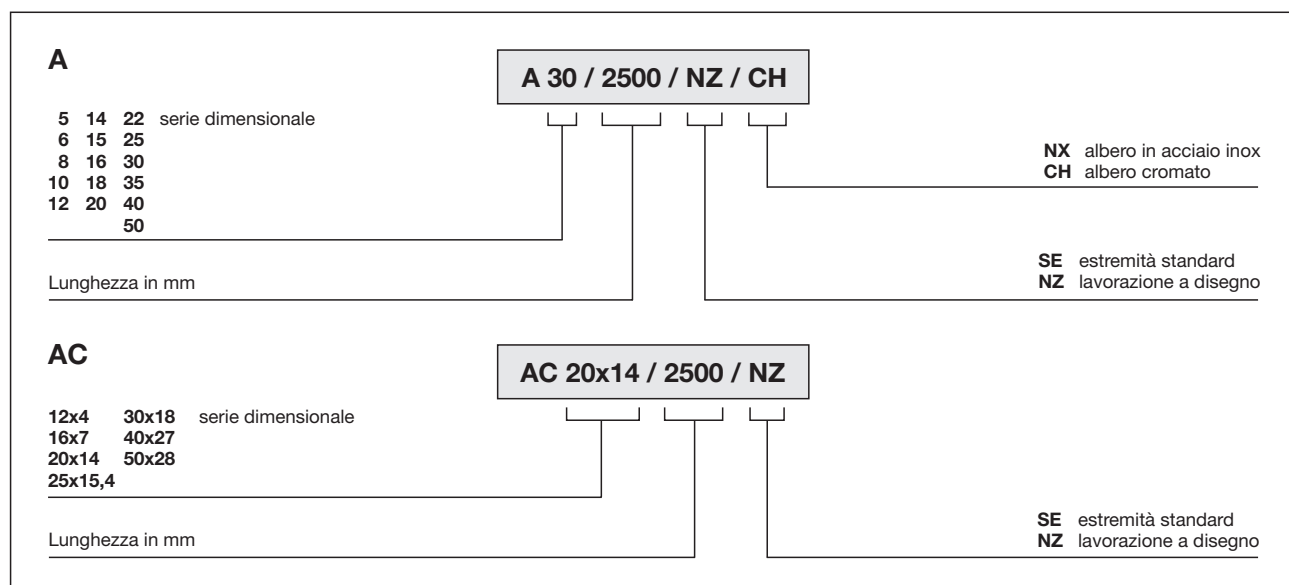 A
A 30 / 2500 / NZ / CH
5 14 22 serie dimensionale
6 15 25
8 16 30
10 18 35
12 20 40
50
NX albero in acciaio inox
CH albero cromato
Lunghezza in mm
SE estremità standard
NZ lavorazione a disegno
AC
AC 20x14 / 2500 / NZ
12x4 30x18 serie dimensionale
16x7 40x27
20x14 50x28
25x15,4
Lunghezza in mm
SE estremità standard
NZ lavorazione a disegno